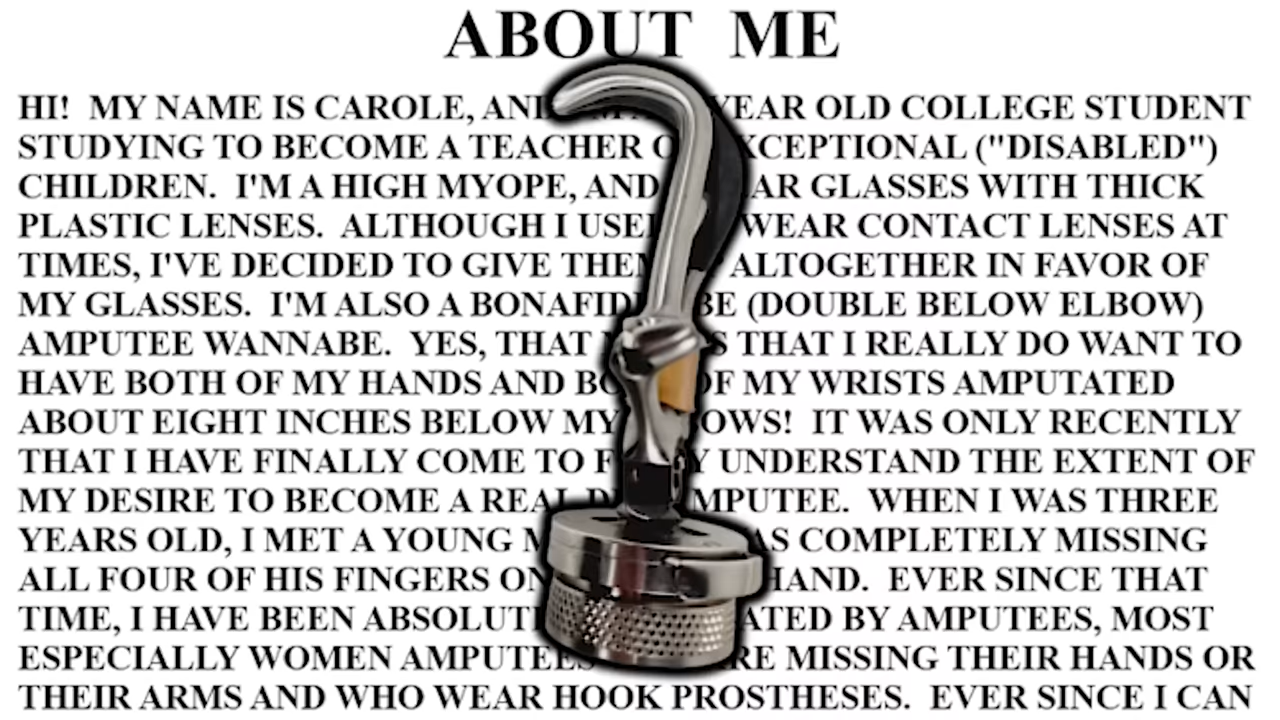 ABOUT ME
HI! MY NAME IS CAROLE, AND YEAR OLD COLLEGE STUDENT
STUDYING TO BECOME A TEACHER EXCEPTIONAL ("DISABLED")
CHILDREN. I'M A HIGH MYOPE, AND WEAR GLASSES WITH THICK
PLASTIC LENSES. ALTHOUGH I USED WEAR CONTACT LENSES AT
TIMES, I'VE DECIDED TO GIVE THEM ALTOGETHER IN FAVOR OF
MY GLASSES. I'M ALSO A BONAFIDE DBE (DOUBLE BELOW ELBOW)
AMPUTEE WANNABE. YES, THAT THAT I REALLY DO WANT TO
HAVE BOTH OF MY HANDS AND BOTH OF MY WRISTS AMPUTATED
ABOUT EIGHT INCHES BELOW MY ELBOWS! IT WAS ONLY RECENTLY
THAT I HAVE FINALLY COME TO UNDERSTAND THE EXTENT OF
MY DESIRE TO BECOME A REAL AMPUTEE. WHEN I WAS THREE
YEARS OLD, I MET A YOUNG WAS COMPLETELY MISSING
ALL FOUR OF HIS FINGERS ON HAND. EVER SINCE THAT
TIME, I HAVE BEEN ABSOLUTELY BY AMPUTEES, MOST
ESPECIALLY WOMEN AMPUTEES MISSING THEIR HANDS OR
THEIR ARMS AND WHO WEAR HOOK PROSTHESES. EVER SINCE I CAN